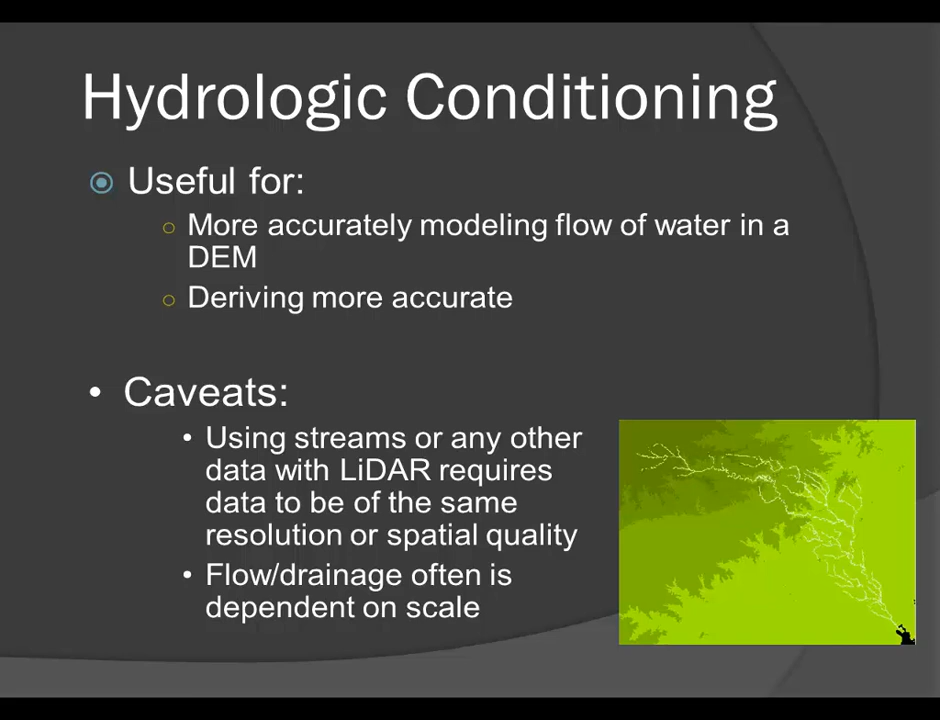 Hydrologic Conditioning
Useful for:
More accurately modeling flow of water in a
DEM
Deriving more accurate
• Caveats:
• Using streams or any other
data with LiDAR requires
data to be of the same
resolution or spatial quality
• Flow/drainage often is
dependent on scale